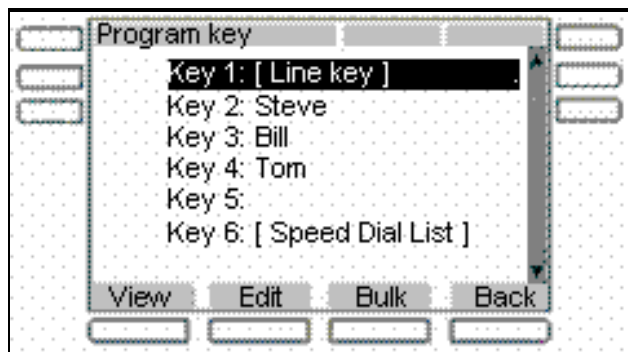 Program key
Key 1: [ Line key ]
Key 2: Steve
Key 3: Bill
Key 4: Tom
Key 5:
Key 6: [ Speed Dial List ]
View Edit Bulk Back